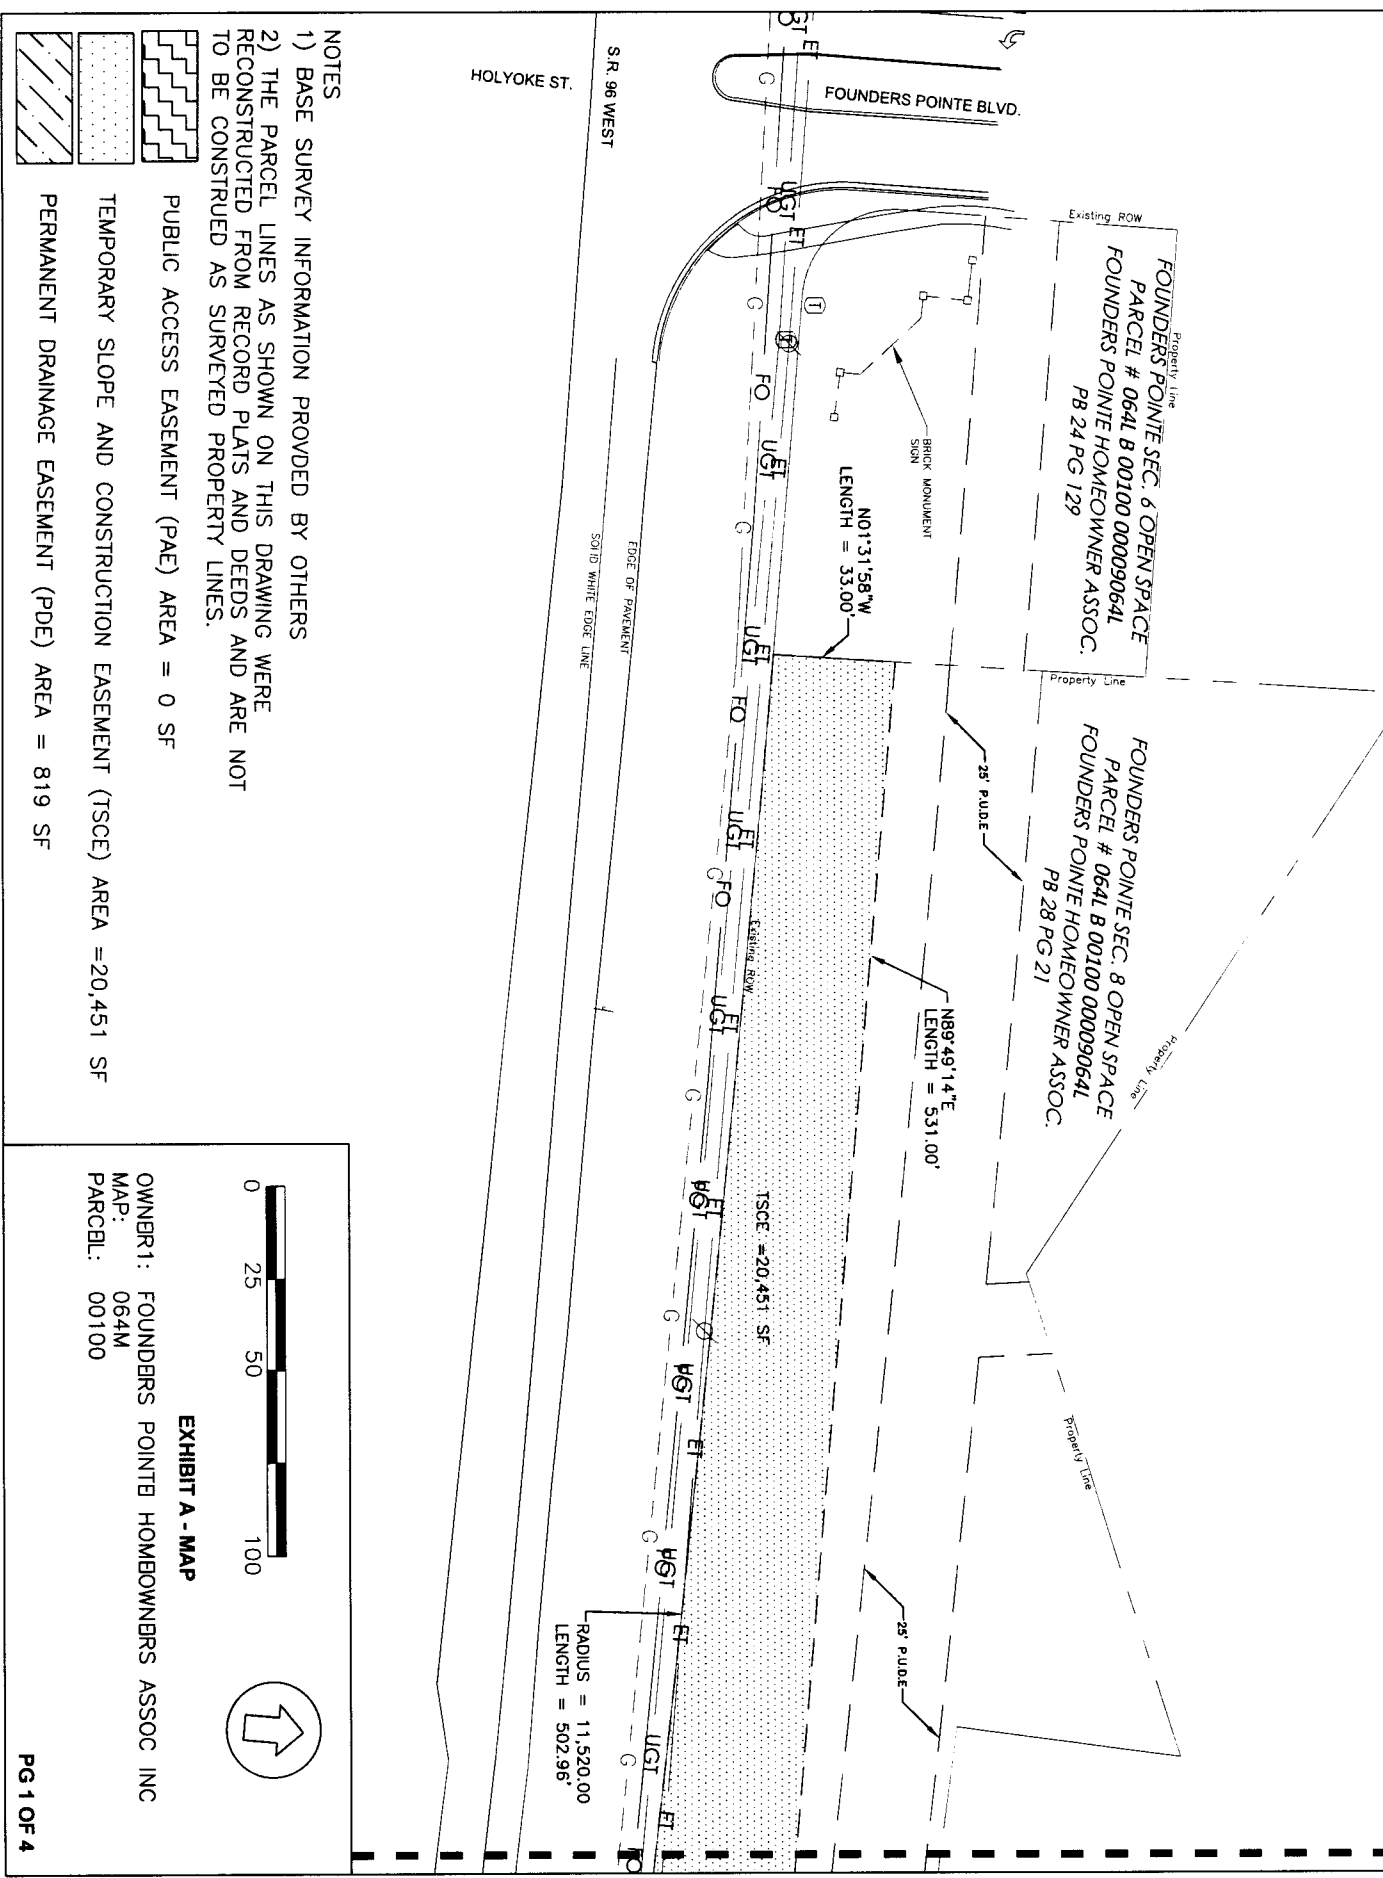 FOUNDERS POINTE BLVD.
S.R. 96 WEST
HOLYOKE ST.
Existing ROW
Property Line
FOUNDERS POINTE SEC. 6 OPEN SPACE
PARCEL # 064L B 00100 00009064L
FOUNDERS POINTE HOMEOWNER ASSOC.
PB 24 PG 129
BRICK MONUMENT
SIGN
N01°31'58"W
LENGTH = 33.00'
Property Line
25' P.U.D.E
FOUNDERS POINTE SEC. 8 OPEN SPACE
PARCEL # 064L B 00100 00009064L
FOUNDERS POINTE HOMEOWNER ASSOC.
PB 28 PG 21
Property Line
N89°49'14"E
LENGTH = 531.00'
EDGE OF PAVEMENT
SOLID WHITE EDGE LINE
Existing ROW
TSCE =20,451 SF
Property Line
25' P.U.D.E
RADIUS = 11,520.00
LENGTH = 502.96'
ET
UGT
FO
G
T
NOTES
1) BASE SURVEY INFORMATION PROVDED BY OTHERS
2) THE PARCEL LINES AS SHOWN ON THIS DRAWING WERE
RECONSTRUCTED FROM RECORD PLATS AND DEEDS AND ARE NOT
TO BE CONSTRUED AS SURVEYED PROPERTY LINES.
PUBLIC ACCESS EASEMENT (PAE) AREA = 0 SF
TEMPORARY SLOPE AND CONSTRUCTION EASEMENT (TSCE) AREA =20,451 SF
PERMANENT DRAINAGE EASEMENT (PDE) AREA = 819 SF
0 25 50 100
EXHIBIT A - MAP
OWNER1: FOUNDERS POINTE HOMEOWNERS ASSOC INC
MAP: 064M
PARCEL: 00100
PG 1 OF 4